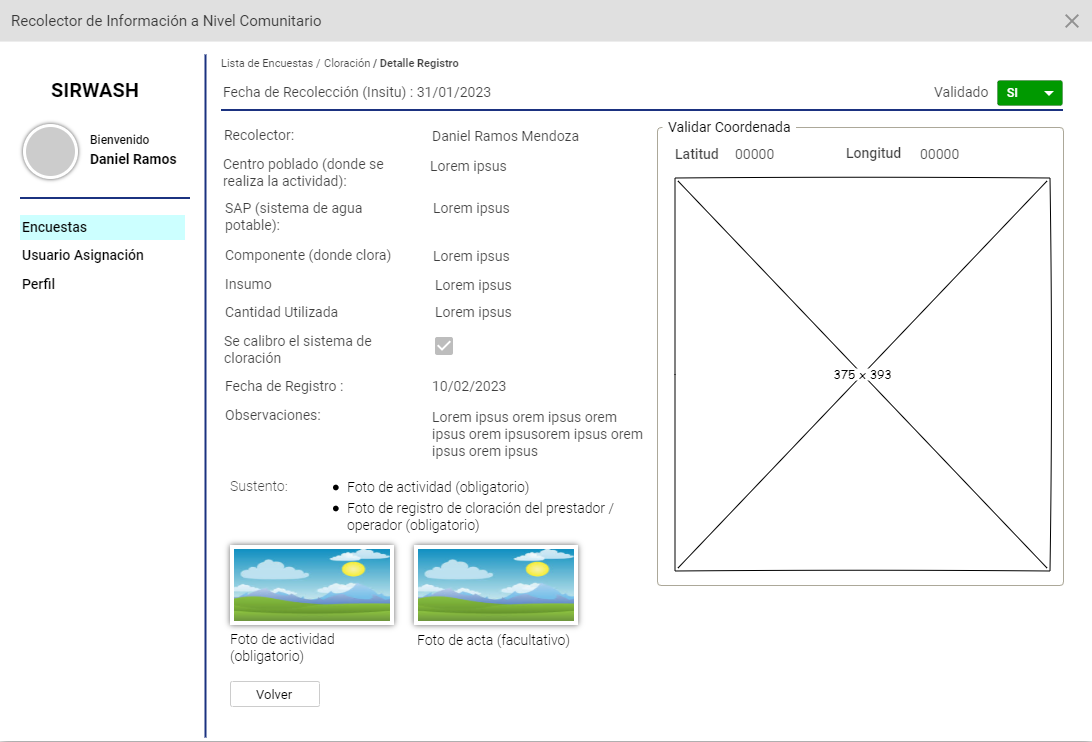 Recolector de Información a Nivel Comunitario
SIRWASH
Bienvenido
Daniel Ramos
Encuestas
Usuario Asignación
Perfil
Lista de Encuestas / Cloración / Detalle Registro
Fecha de Recolección (Insitu) : 31/01/2023
Validado SI
Recolector: Daniel Ramos Mendoza
Centro poblado (donde se
realiza la actividad): Lorem ipsus
SAP (sistema de agua
potable): Lorem ipsus
Componente (donde clora) Lorem ipsus
Insumo Lorem ipsus
Cantidad Utilizada Lorem ipsus
Se calibro el sistema de
cloración
Fecha de Registro : 10/02/2023
Observaciones: Lorem ipsus orem ipsus orem
ipsus orem ipsusorem ipsus orem
ipsus orem ipsus
Sustento:
• Foto de actividad (obligatorio)
• Foto de registro de cloración del prestador /
operador (obligatorio)
Foto de actividad
(obligatorio)
Foto de acta (facultativo)
Volver
Validar Coordenada
Latitud 00000 Longitud 00000
375 × 393